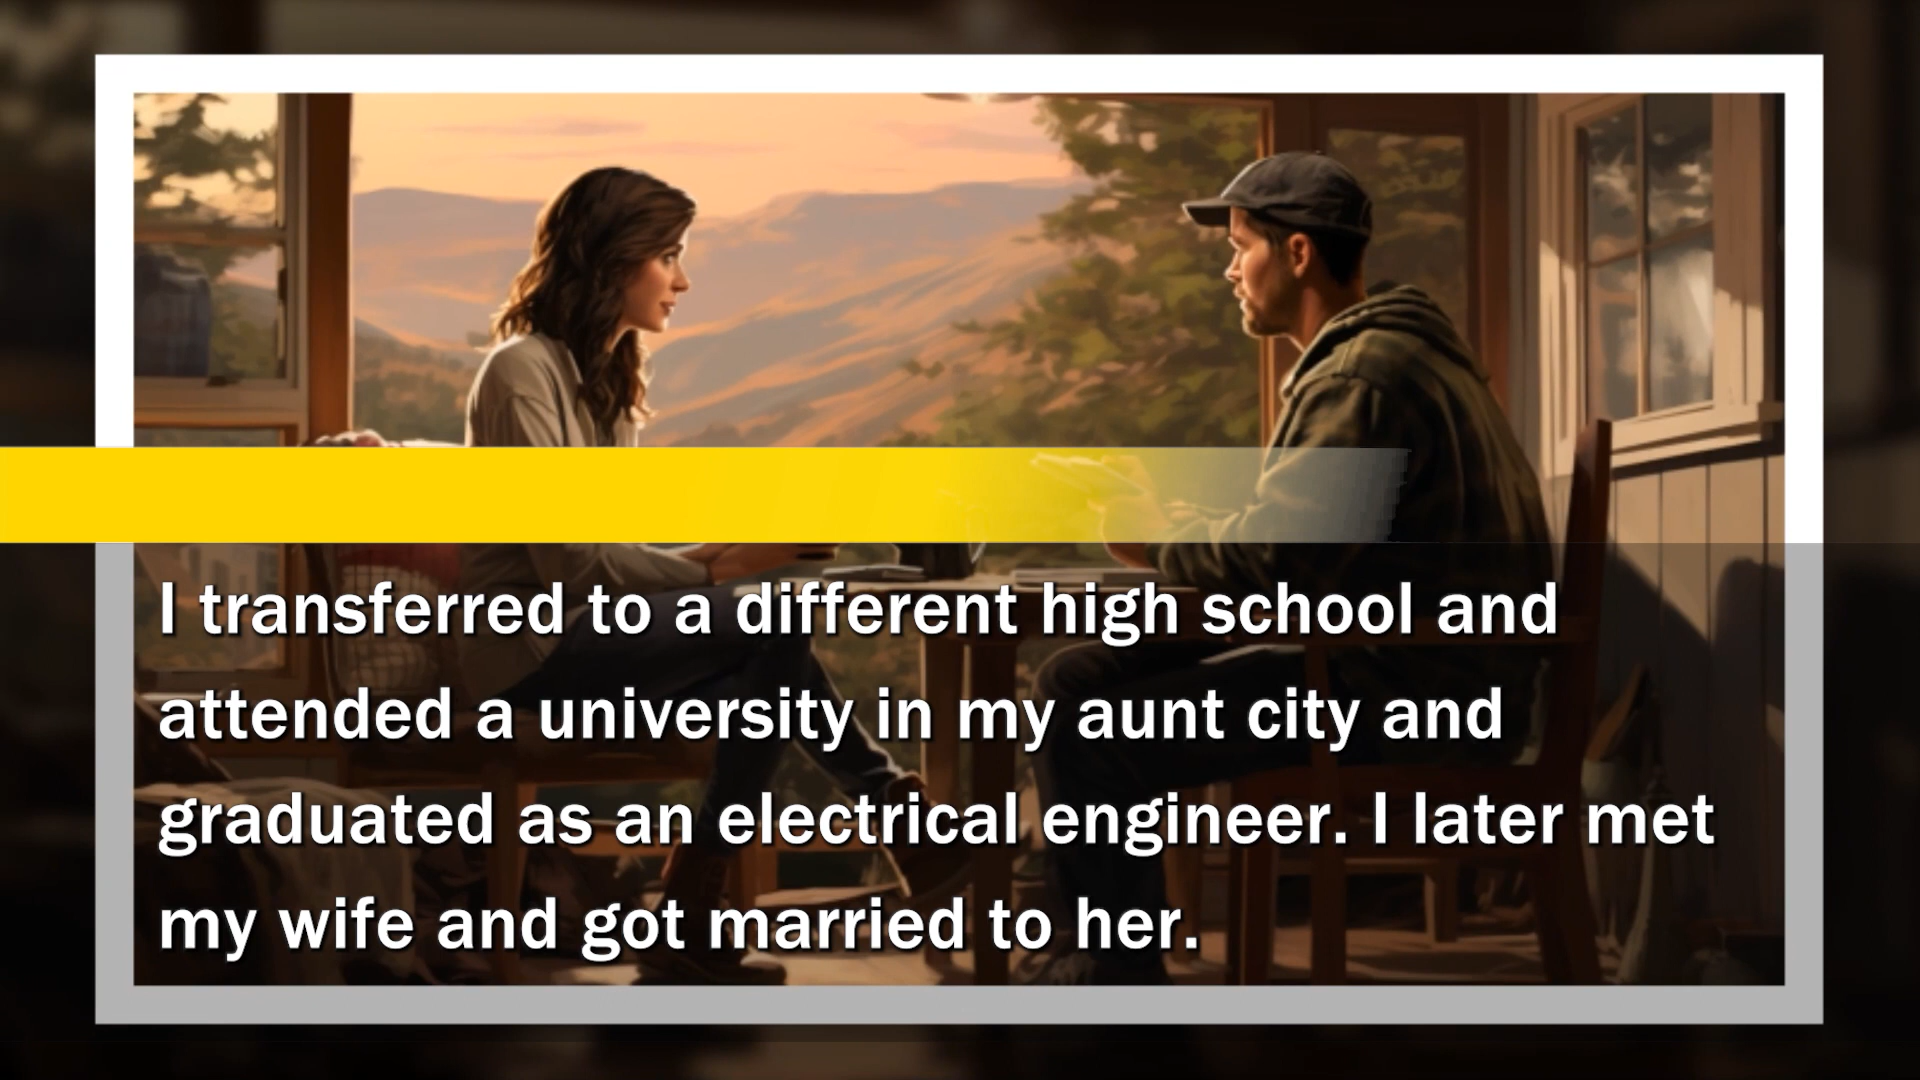 I transferred to a different high school and
attended a university in my aunt city and
graduated as an electrical engineer. I later met
my wife and got married to her.